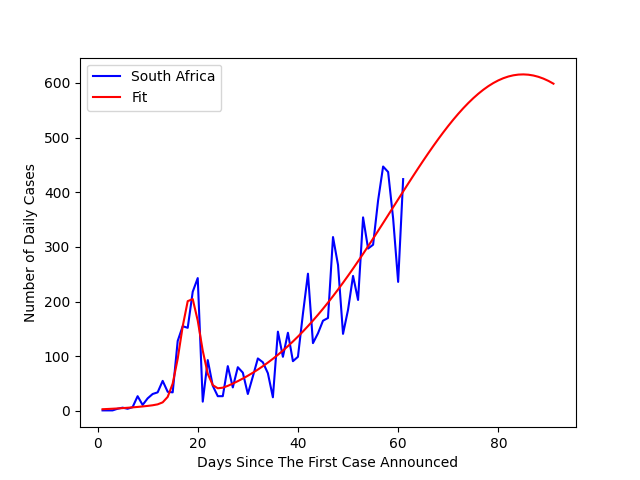 South Africa
Fit
Number of Daily Cases
600
500
400
300
200
100
0
0 20 40 60 80
Days Since The First Case Announced